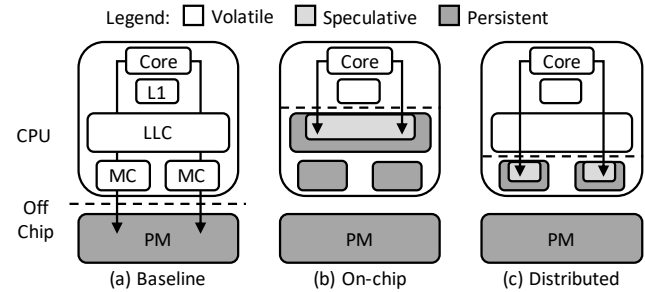 Legend: Volatile Speculative Persistent
Core Core Core
L1
CPU LLC
MC MC
Off
Chip
PM PM PM
(a) Baseline (b) On-chip (c) Distributed